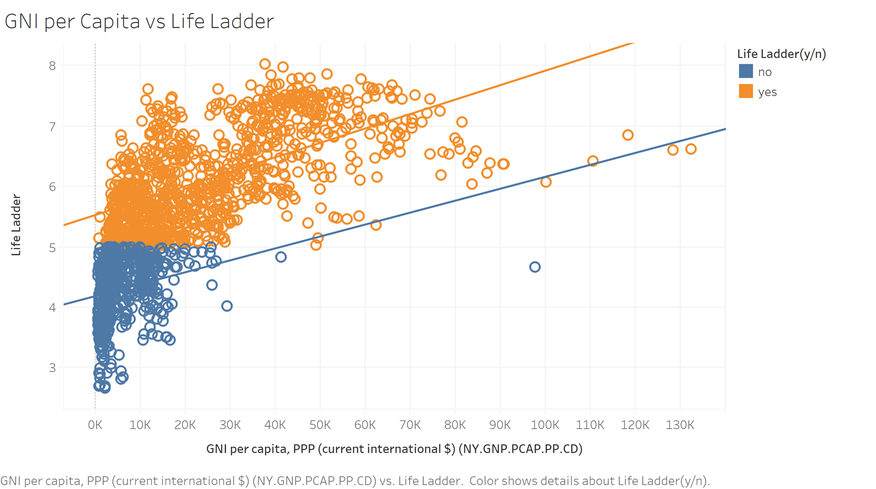 GNI per Capita vs Life Ladder
Life Ladder(y/n)
no
yes
Life Ladder
8
7
6
5
4
3
0K 10K 20K 30K 40K 50K 60K 70K 80K 90K 100K 110K 120K 130K
GNI per capita, PPP (current international $) (NY.GNP.PCAP.PP.CD)
GNI per capita, PPP (current international $) (NY.GNP.PCAP.PP.CD) vs. Life Ladder. Color shows details about Life Ladder(y/n).